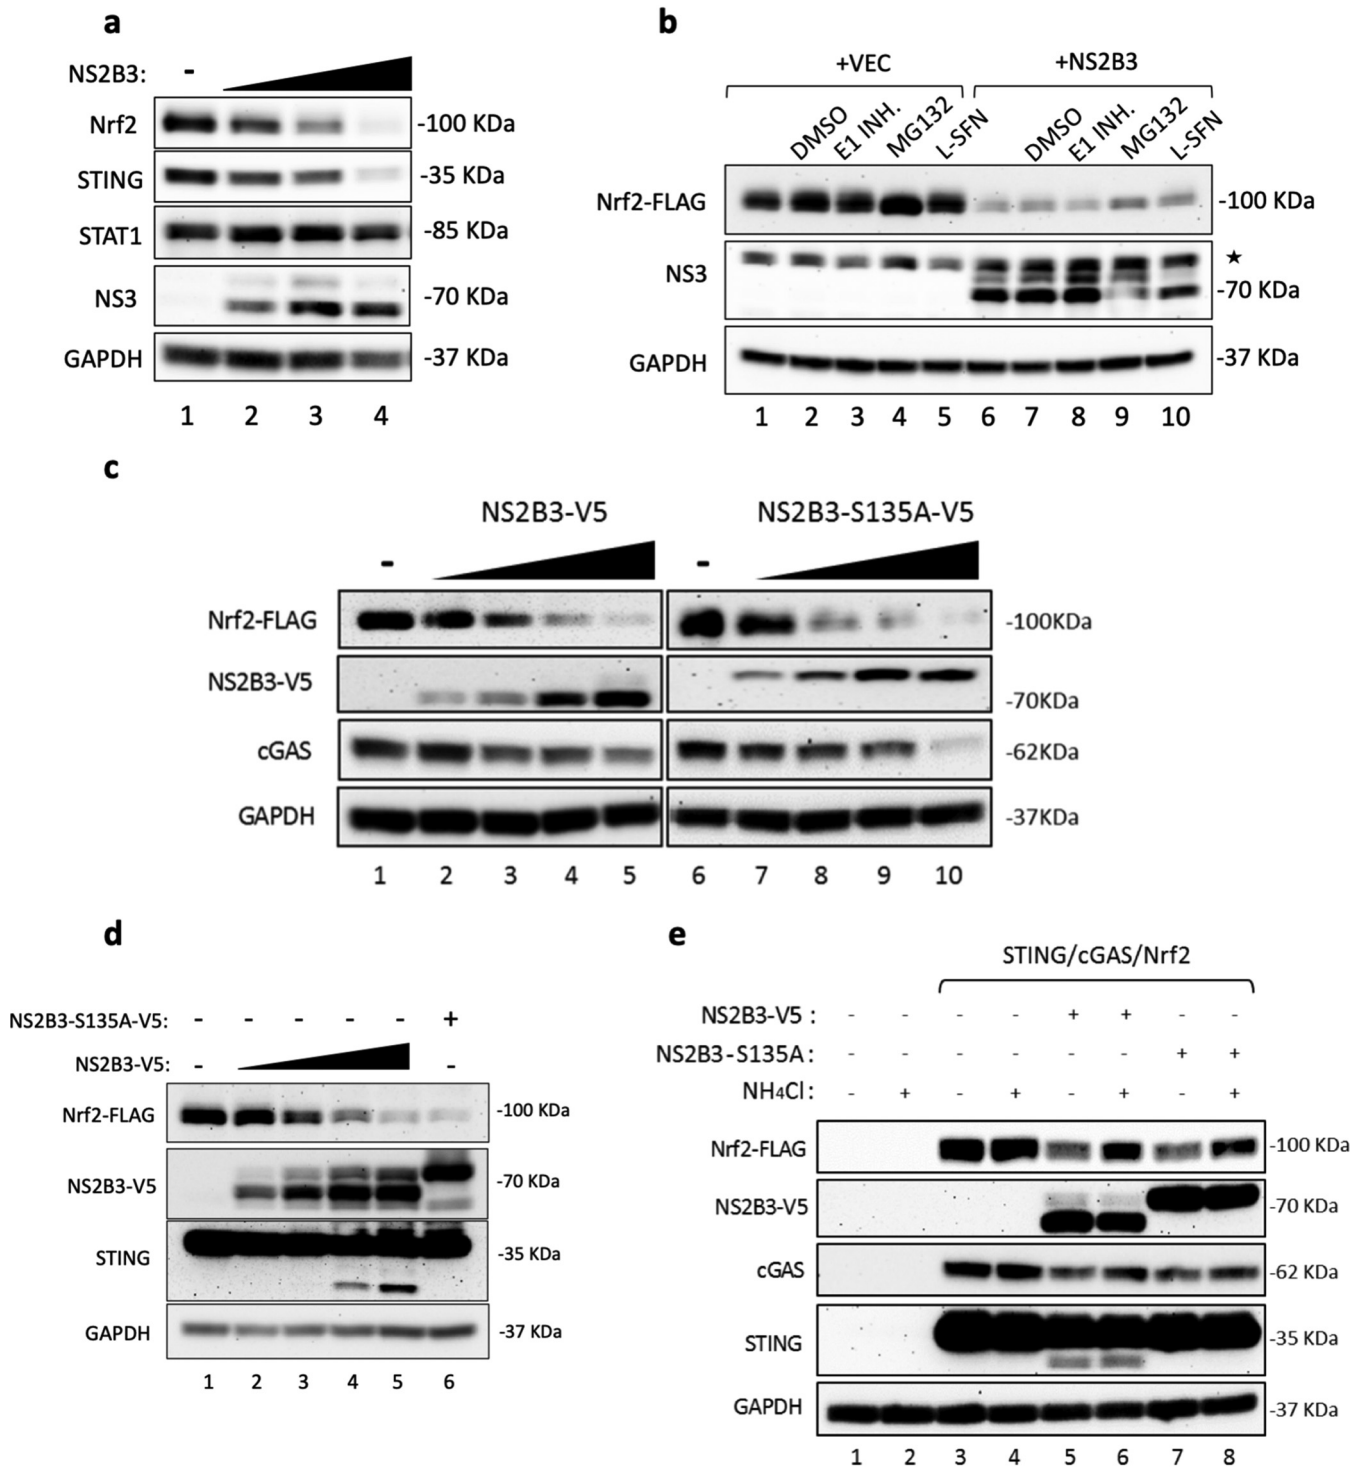 a
NS2B3: -
Nrf2 -100 KDa
STING -35 KDa
STAT1 -85 KDa
NS3 -70 KDa
GAPDH -37 KDa
1 2 3 4
b
+VEC +NS2B3
DMSO E1 INH. MG132 L-SFN DMSO E1 INH. MG132 L-SFN
Nrf2-FLAG -100 KDa
NS3 ★
-70 KDa
GAPDH -37 KDa
1 2 3 4 5 6 7 8 9 10
c
NS2B3-V5 NS2B3-S135A-V5
- -
Nrf2-FLAG -100KDa
NS2B3-V5 -70KDa
cGAS -62KDa
GAPDH -37KDa
1 2 3 4 5 6 7 8 9 10
d
NS2B3-S135A-V5: - - - - - +
NS2B3-V5: - -
Nrf2-FLAG -100 KDa
NS2B3-V5 -70 KDa
STING -35 KDa
GAPDH -37 KDa
1 2 3 4 5 6
e
STING/cGAS/Nrf2
NS2B3-V5 : - - - - + + - -
NS2B3-S135A : - - - - - - + +
NH4Cl : - + - + - + - +
Nrf2-FLAG -100 KDa
NS2B3-V5 -70 KDa
cGAS -62 KDa
STING -35 KDa
GAPDH -37 KDa
1 2 3 4 5 6 7 8